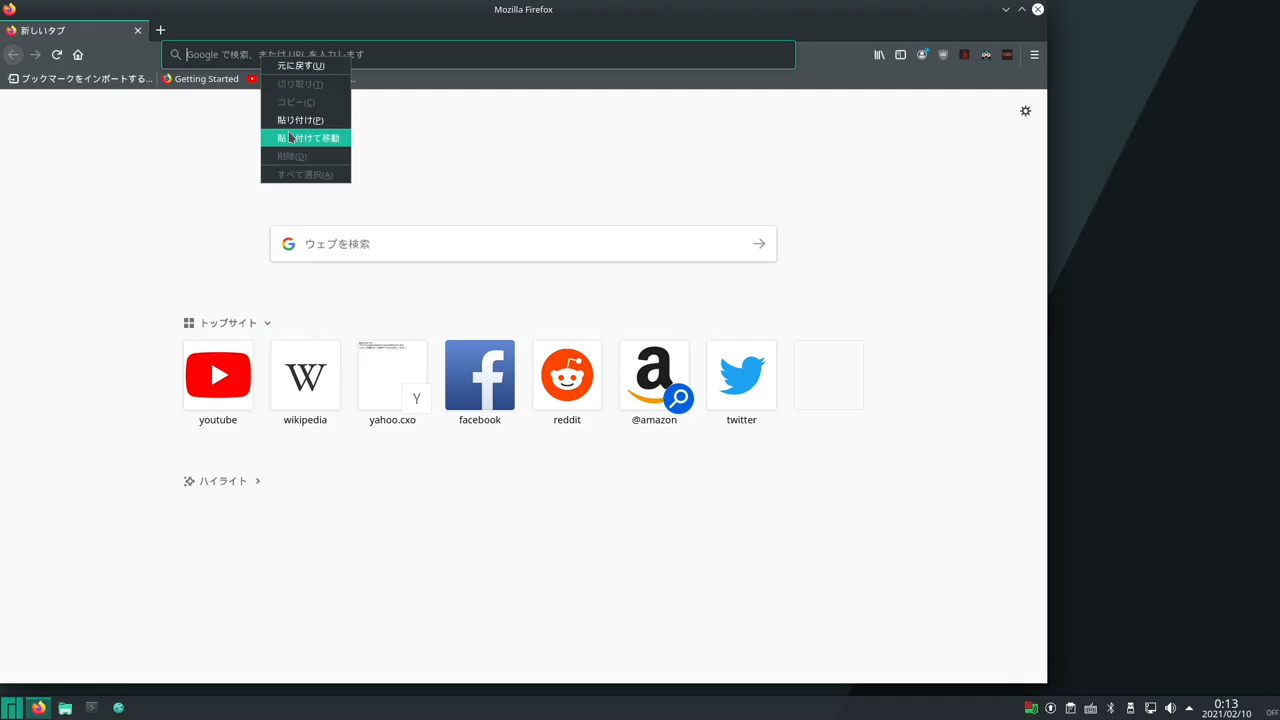 Mozilla Firefox
新しいタブ
Google で検索、または URL を入力します
ブックマークをインポートする...
Getting Started
元に戻す(U)
切り取り(T)
コピー(C)
貼り付け(P)
貼り付けて移動
削除(D)
すべて選択(A)
ウェブを検索
トップサイト
Y
youtube
wikipedia
yahoo.cxo
facebook
reddit
@amazon
twitter
ハイライト
0:13
2021/02/10
OFF